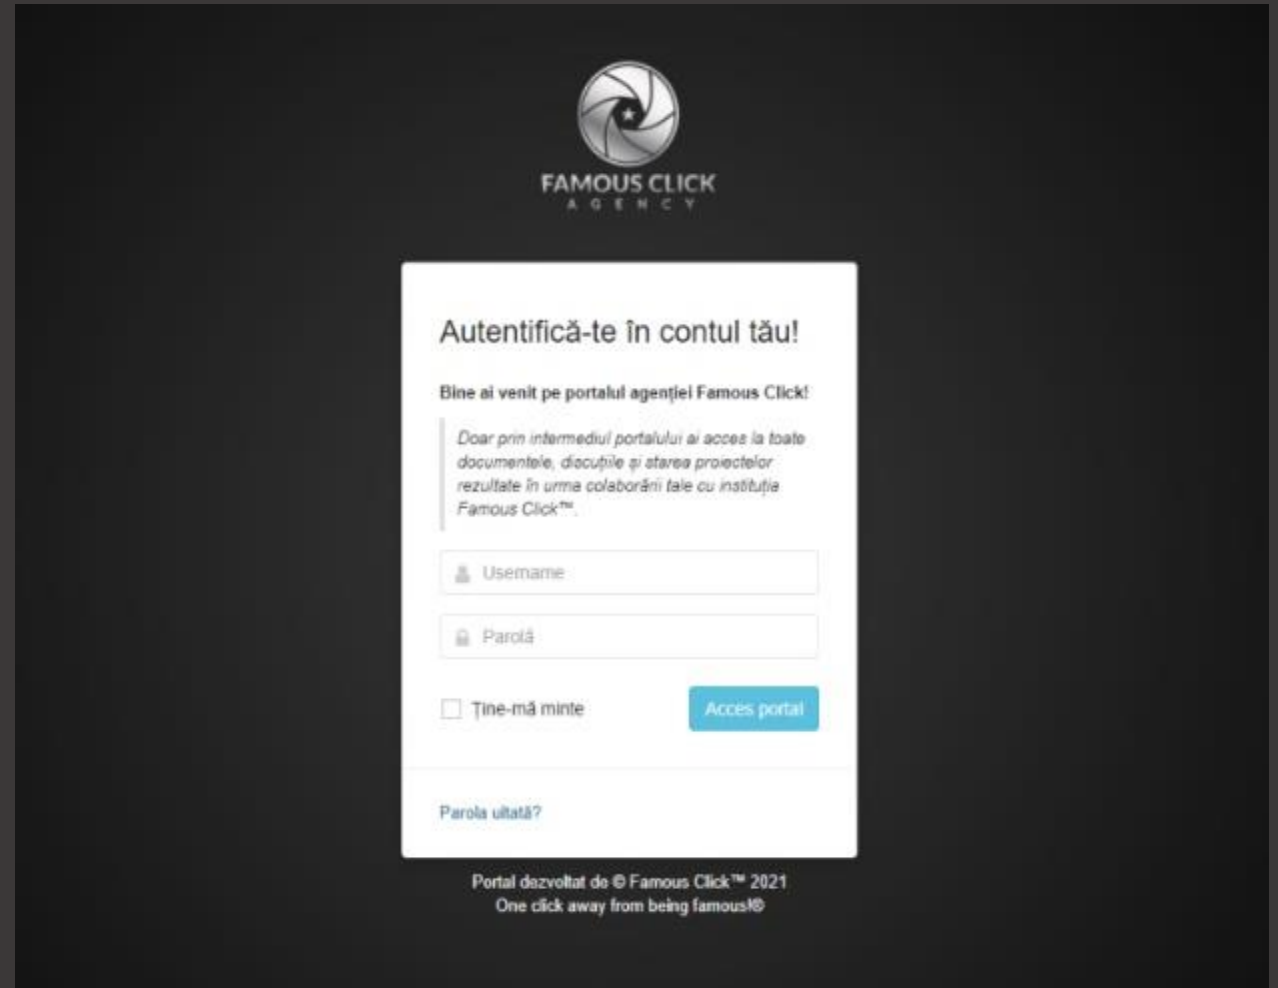 FAMOUS CLICK
AGENCY
Autentifică-te în contul tău!
Bine ai venit pe portalul agenției Famous Click!
Doar prin intermediul portalului ai acces la toate
documentele, discuțiile și starea proiectelor
rezultate în urma colaborării tale cu instituția
Famous Click™.
Username
Parolă
Ține-mă minte
Acces portal
Parola uitată?
Portal dezvoltat de © Famous Click™ 2021
One click away from being famous!®